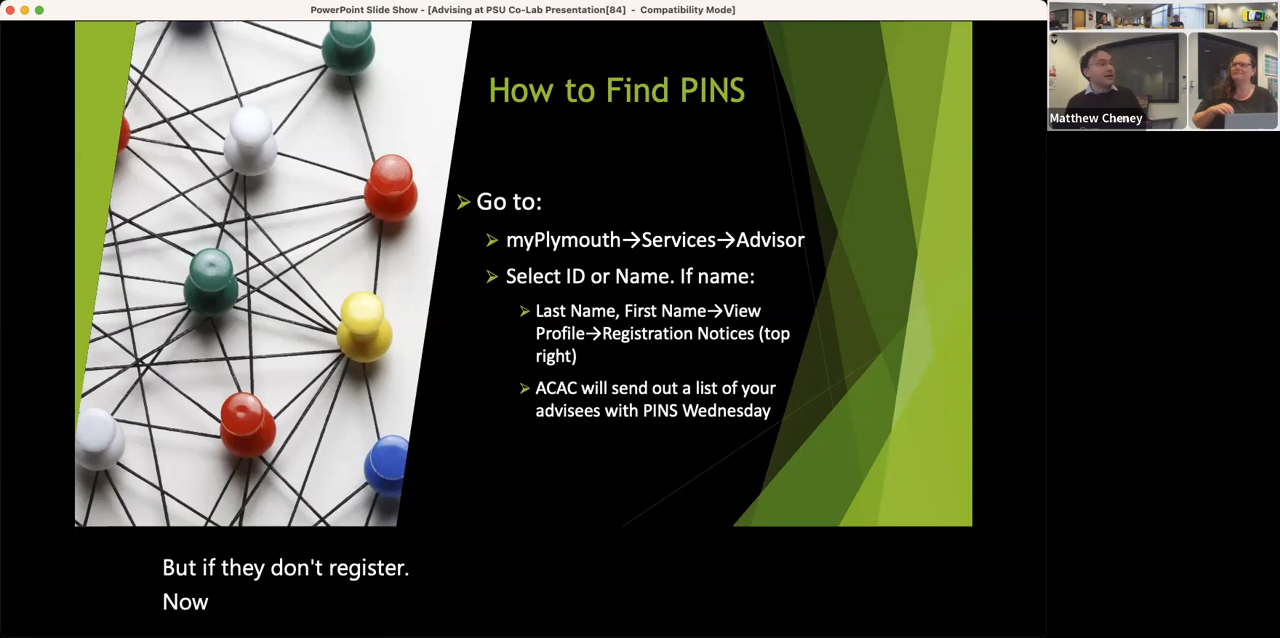 PowerPoint Slide Show - [Advising at PSU Co-Lab Presentation[84] - Compatibility Mode]
How to Find PINS
Go to:
myPlymouth→Services→Advisor
Select ID or Name. If name:
Last Name, First Name→View
Profile→Registration Notices (top
right)
ACAC will send out a list of your
advisees with PINS Wednesday
Matthew Cheney
But if they don't register.
Now